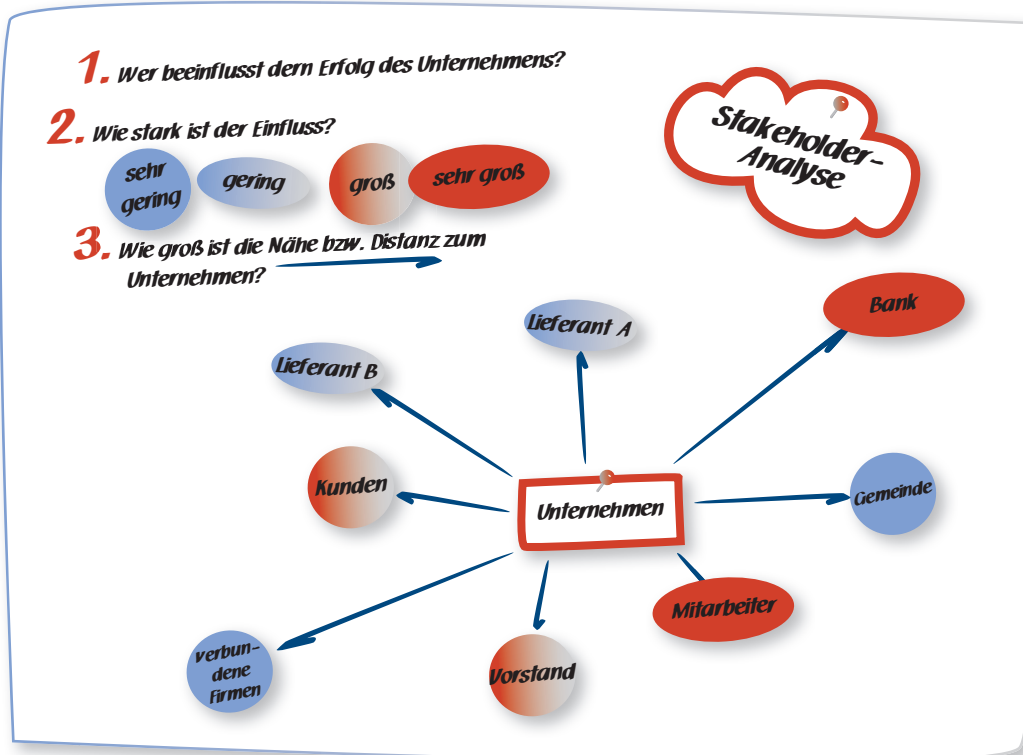 1. Wer beeinflusst dern Erfolg des Unternehmens?
2. Wie stark ist der Einfluss?
sehr
gering
gering
groß
sehr groß
3. Wie groß ist die Nähe bzw. Distanz zum
Unternehmen?
Stakeholder-
Analyse
Bank
Lieferant A
Lieferant B
Kunden
Unternehmen
Gemeinde
Mitarbeiter
verbun-
dene
Firmen
Vorstand